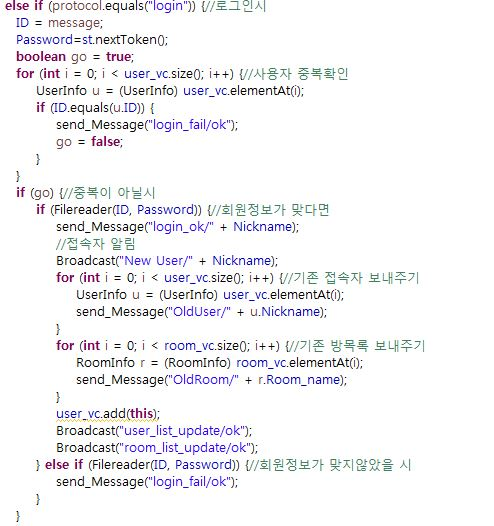 else if (protocol.equals("login")) {//로그인시
ID = message;
Password=st.nextToken();
boolean go = true;
for (int i = 0; i < user_vc.size(); i++) {//사용자 중복확인
UserInfo u = (UserInfo) user_vc.elementAt(i);
if (ID.equals(u.ID)) {
send_Message("login_fail/ok");
go = false;
}
}
if (go) {//중복이 아닐시
if (Filereader(ID, Password)) {//회원정보가 맞다면
send_Message("login_ok/" + Nickname);
//접속자 알림
Broadcast("New User/" + Nickname);
for (int i = 0; i < user_vc.size(); i++) {//기존 접속자 보내주기
UserInfo u = (UserInfo) user_vc.elementAt(i);
send_Message("OldUser/" + u.Nickname);
}
for (int i = 0; i < room_vc.size(); i++) {//기존 방목록 보내주기
RoomInfo r = (RoomInfo) room_vc.elementAt(i);
send_Message("OldRoom/" + r.Room_name);
}
user_vc.add(this);
Broadcast("user_list_update/ok");
Broadcast("room_list_update/ok");
} else if (Filereader(ID, Password)) {//회원정보가 맞지않았을 시
send_Message("login_fail/ok");
}
}